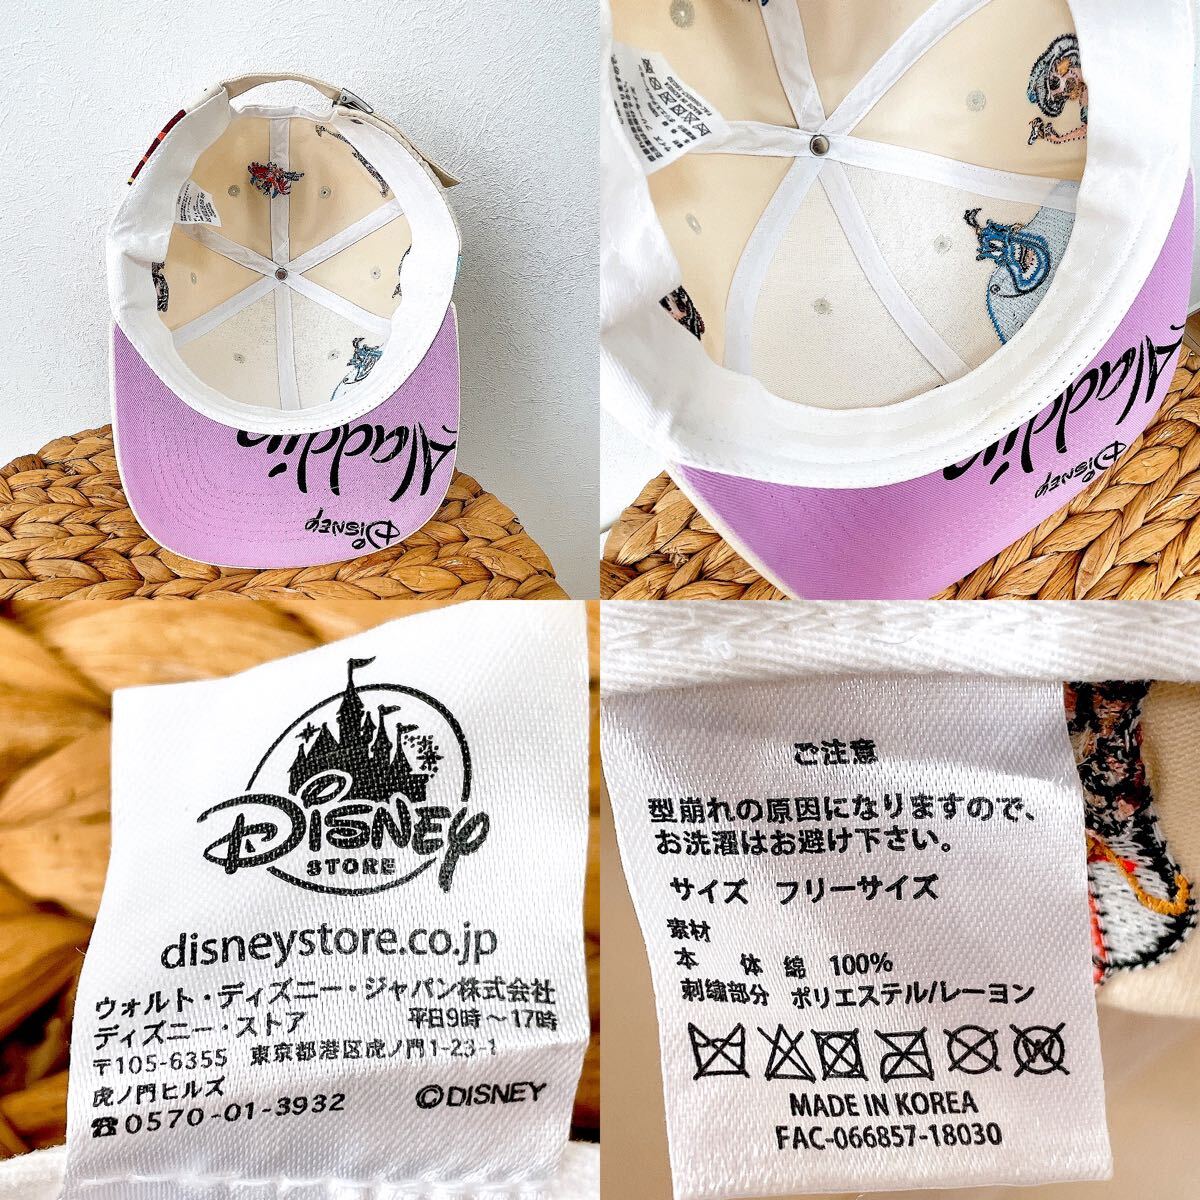 Aladdin
DISNEY
Aladdin
DISNEY
DISNEY
STORE
disneystore.co.jp
ウォルト・ディズニー・ジャパン株式会社
ディズニー・ストア 平日9時～17時
〒105-6355 東京都港区虎ノ門1-23-1
虎ノ門ヒルズ
☎0570-01-3932 ©DISNEY
ご注意
型崩れの原因になりますので、
お洗濯はお避け下さい。
サイズ フリーサイズ
素材
本 体 綿 100%
刺繍部分 ポリエステル/レーヨン
MADE IN KOREA
FAC-066857-18030